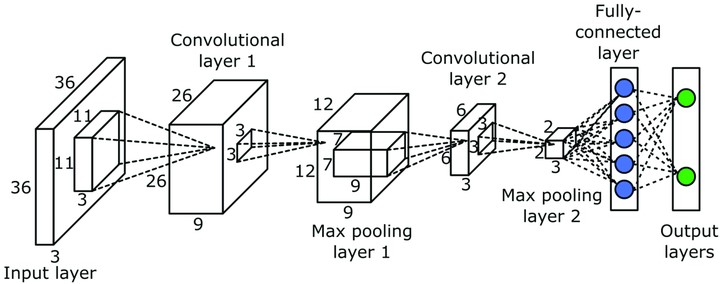 36
11
11
36
3
3
Input layer
Convolutional
layer 1
26
3
3
26
9
12
7
7
12
9
9
Max pooling
layer 1
Convolutional
layer 2
6
3
3
6
3
2
2
3
Max pooling
layer 2
Fully-
connected
layer
Output
layers